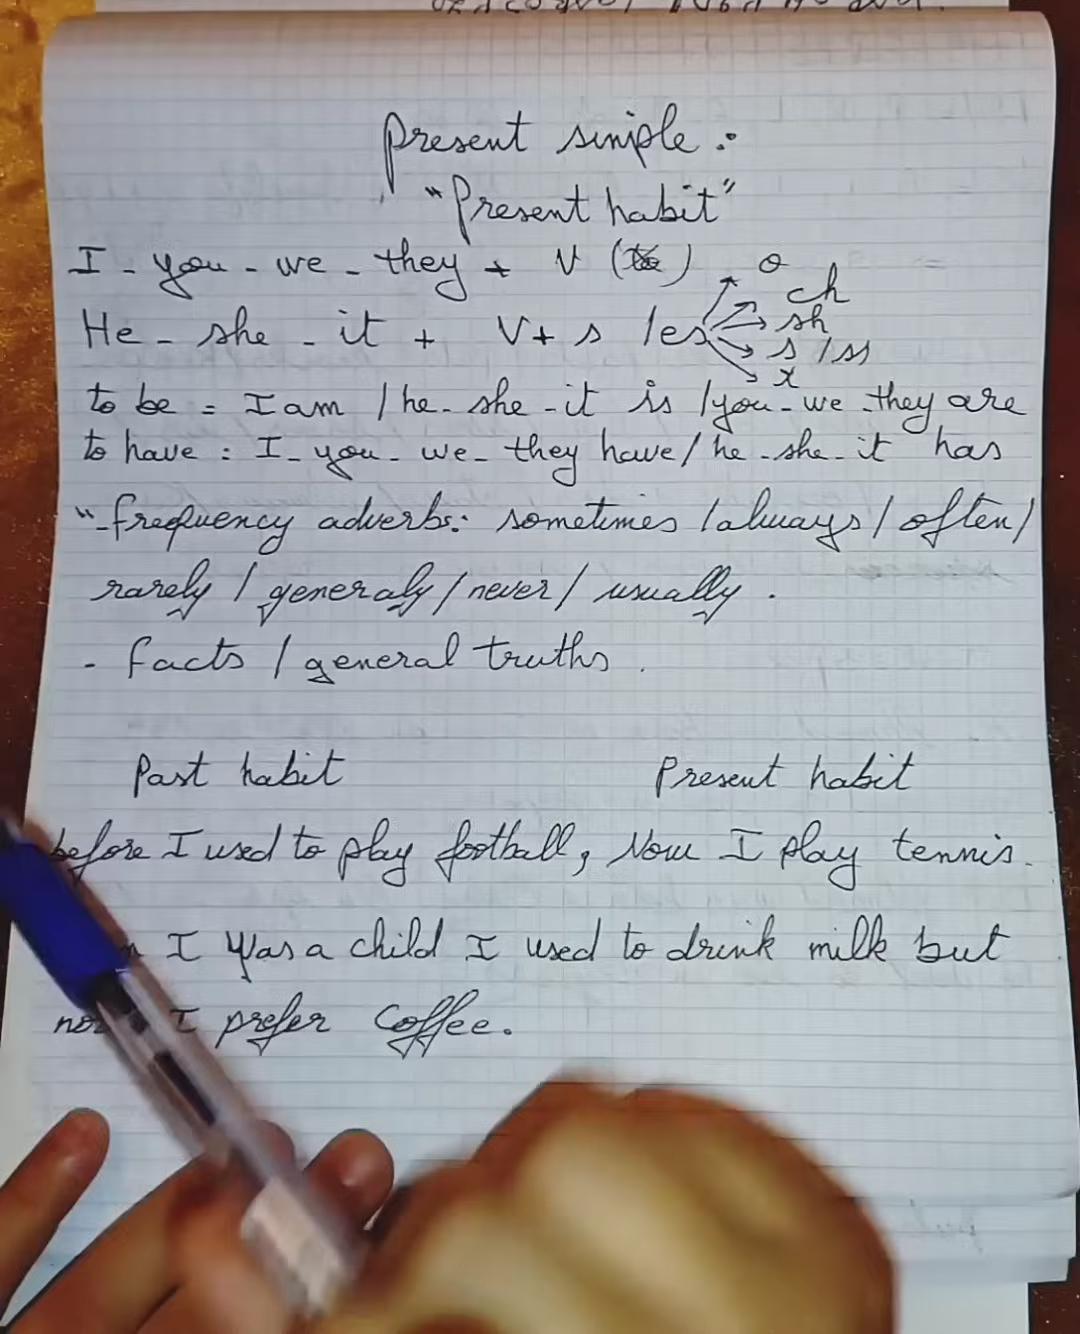 Present simple :
"Present habit"
I - you - we - they + V (to)
o
ch
He - she - it + V + s / es
sh
s / ss
x
to be = I am / he - she - it is / you - we - they are
to have : I - you - we - they have / he - she - it has
"- frequency adverbs: sometimes / always / often /
rarely / generaly / never / usually .
- facts / general truths .
Past habit Present habit
before I used to play football, Now I play tennis.
I was a child I used to drink milk but
I prefer coffee.